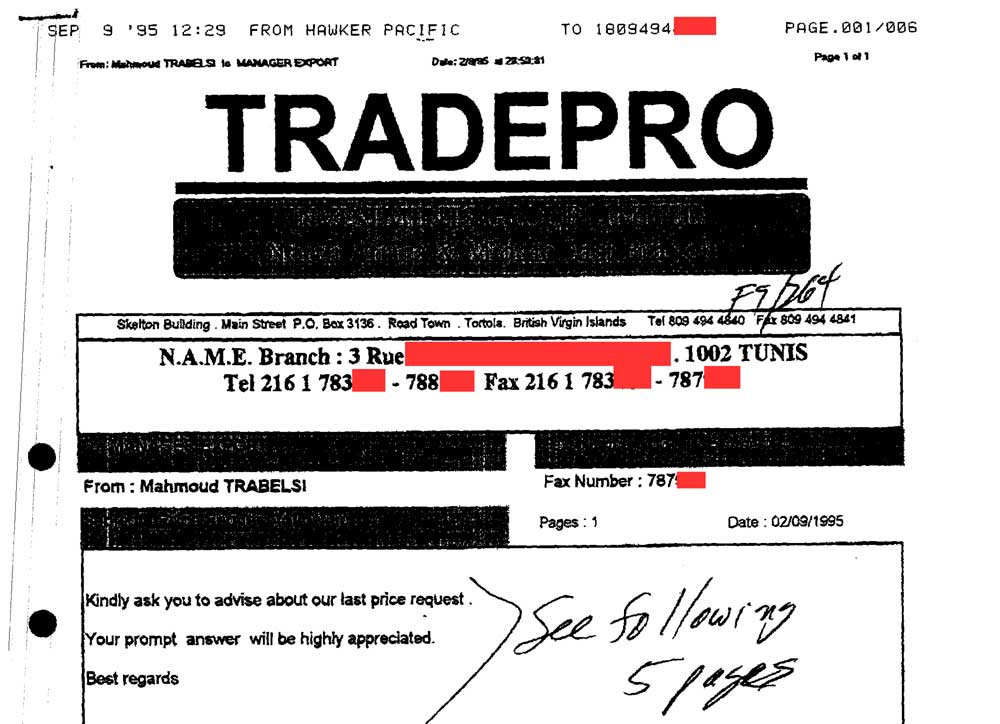 SEP 9 '95 12:29 FROM HAWKER PACIFIC TO 1809494 PAGE.001/006
From: Mahmoud TRABELSI to MANAGER EXPORT Date: 2/9/95 at 22:53:21 Page 1 of 1
TRADEPRO
F9/264
Skelton Building . Main Street P.O. Box 3136 . Road Town . Tortola. British Virgin Islands Tel 809 494 4840 Fax 809 494 4841
N.A.M.E. Branch : 3 Rue . 1002 TUNIS
Tel 216 1 783 - 788 Fax 216 1 783 - 787
From : Mahmoud TRABELSI
Fax Number : 787
Pages : 1 Date : 02/09/1995
Kindly ask you to advise about our last price request .
Your prompt answer will be highly appreciated.
Best regards
See following
5 pages